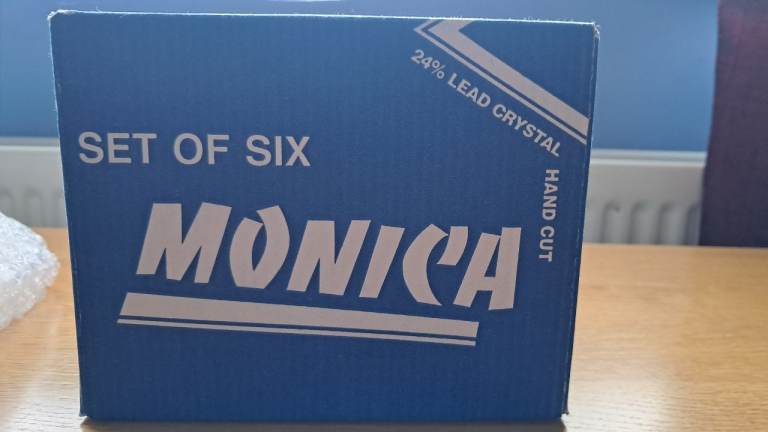 24% LEAD CRYSTAL
HAND CUT
SET OF SIX
MONICA